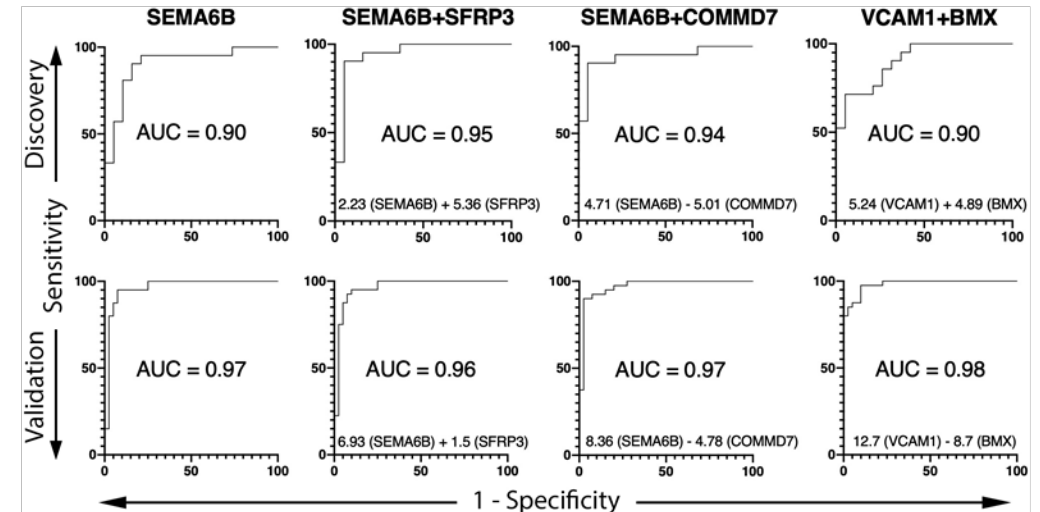 SEMA6B SEMA6B+SFRP3 SEMA6B+COMMD7 VCAM1+BMX
Discovery
Sensitivity
Validation
100
50
0
0 50 100
AUC = 0.90
100
50
0
0 50 100
AUC = 0.95
2.23 (SEMA6B) + 5.36 (SFRP3)
100
50
0
0 50 100
AUC = 0.94
4.71 (SEMA6B) - 5.01 (COMMD7)
100
50
0
0 50 100
AUC = 0.90
5.24 (VCAM1) + 4.89 (BMX)
100
50
0
0 50 100
AUC = 0.97
100
50
0
0 50 100
AUC = 0.96
6.93 (SEMA6B) + 1.5 (SFRP3)
100
50
0
0 50 100
AUC = 0.97
8.36 (SEMA6B) - 4.78 (COMMD7)
100
50
0
0 50 100
AUC = 0.98
12.7 (VCAM1) - 8.7 (BMX)
1 - Specificity